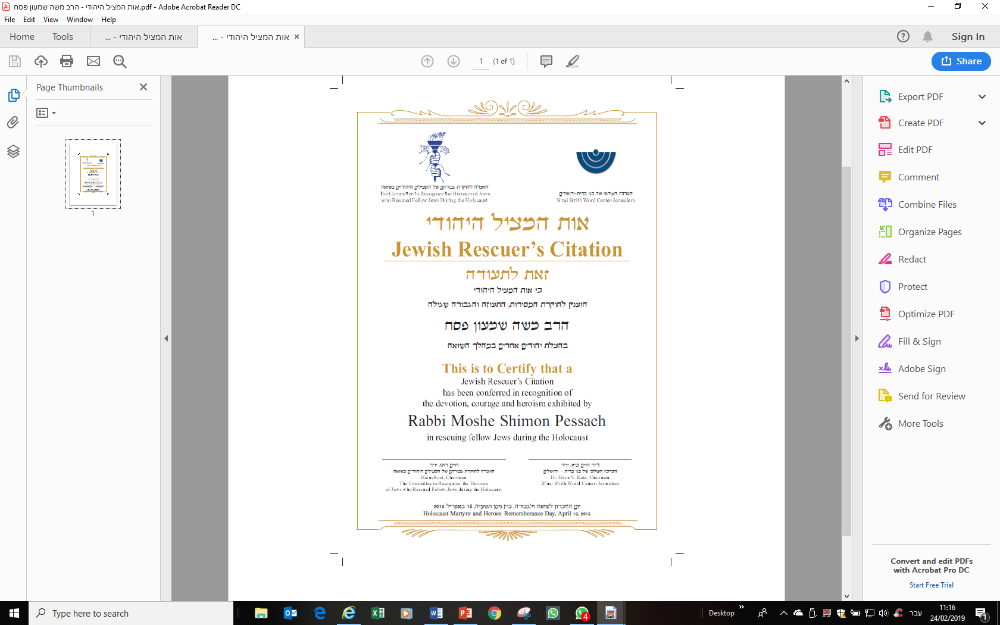 אות המציל היהודי - הרב משה שמעון פסח.pdf - Adobe Acrobat Reader DC
File Edit View Window Help
Home Tools אות המציל היהודי - ... אות המציל היהודי - ... ×
Sign In
1 (1 of 1)
Share
Page Thumbnails
1
JRJ
הוועדה להוקרת גבורתם של המצילים היהודיים בשואה
The Committee to Recognize the Heroism of Jews
who Rescued Fellow Jews During the Holocaust
המרכז העולמי של בני ברית-ירושלים
B'nai B'rith Word Center-Jerusalem
אות המציל היהודי
Jewish Rescuer's Citation
זאת לתעודה
כי אות המציל היהודי
הוענק להוקרת המסירות, התעוזה והגבורה שגילה
הרב משה שמעון פסח
בהצלת יהודים אחרים במהלך השואה
This is to Certify that a
Jewish Rescuer's Citation
has been conferred in recognition of
the devotion, courage and heroism exhibited by
Rabbi Moshe Shimon Pessach
in rescuing fellow Jews during the Holocaust
חיים רוט, יו"ר
הוועדה להוקרת גבורתם של המצילים היהודיים בשואה
Haim Roet, Chairman
The Committee to Recognize the Heroism
of Jews who Rescued Fellow Jews during the Holocaust
ד"ר חיים כ"ץ, יו"ר
המרכז העולמי של בני ברית - ירושלים
Dr. Haim V. Katz, Chairman
B'nai B'rith World Center- Jerusalem
יום הזיכרון לשואה ולגבורה, כ"ז ניסן תשע"ה, 16 באפריל 2015
Holocaust Martyrs' and Heroes' Rememberance Day, April 16, 2015
Export PDF
Create PDF
Edit PDF
Comment
Combine Files
Organize Pages
Redact
Protect
Optimize PDF
Fill & Sign
Adobe Sign
Send for Review
More Tools
Convert and edit PDFs
with Acrobat Pro DC
Start Free Trial
Type here to search
Desktop
4
עבר
11:16
24/02/2019
1